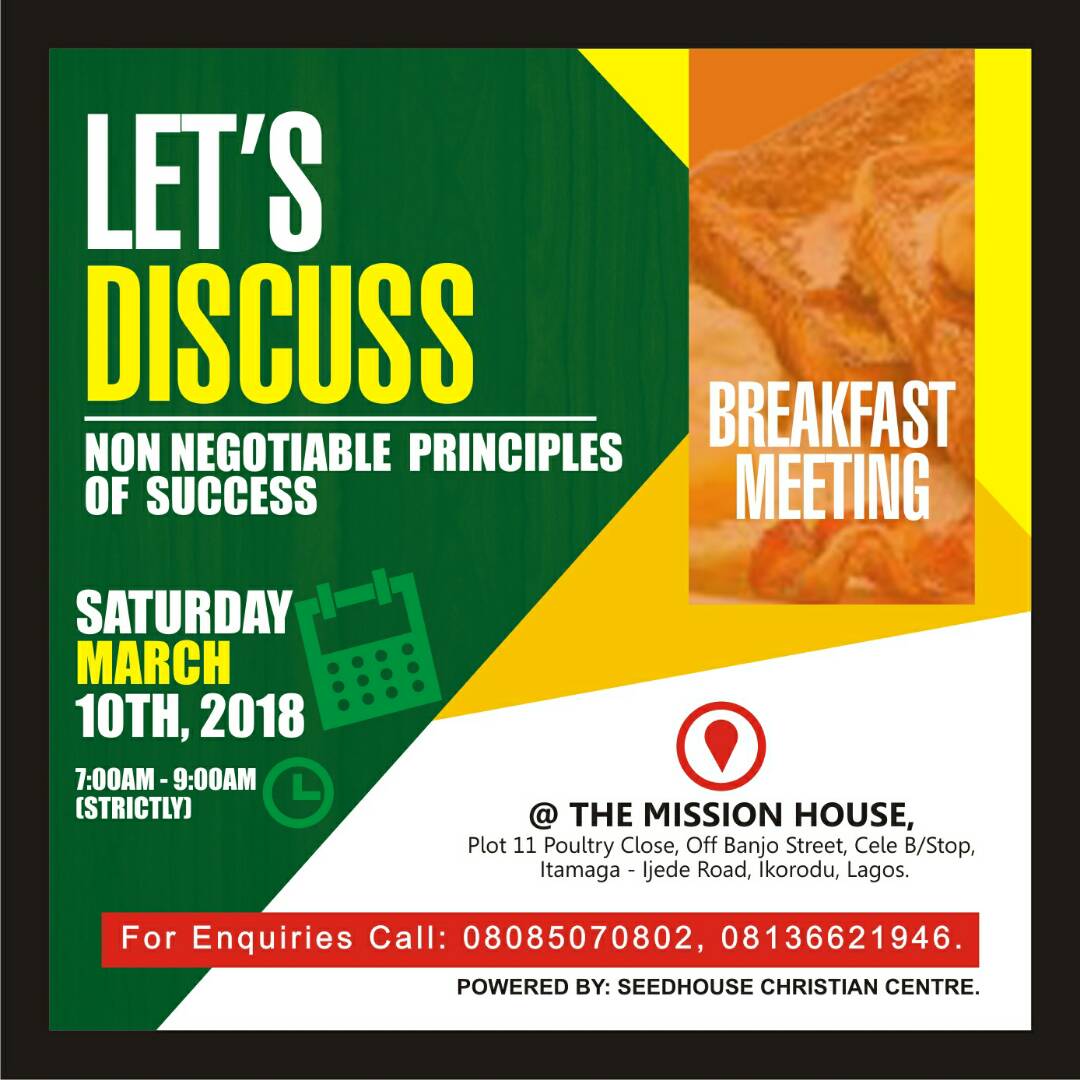 LET'S
DISCUSS
NON NEGOTIABLE PRINCIPLES
OF SUCCESS
BREAKFAST
MEETING
SATURDAY
MARCH
10TH, 2018
7:00AM - 9:00AM
(STRICTLY)
@ THE MISSION HOUSE,
Plot 11 Poultry Close, Off Banjo Street, Cele B/Stop,
Itamaga - Ijede Road, Ikorodu, Lagos.
For Enquiries Call: 08085070802, 08136621946.
POWERED BY: SEEDHOUSE CHRISTIAN CENTRE.